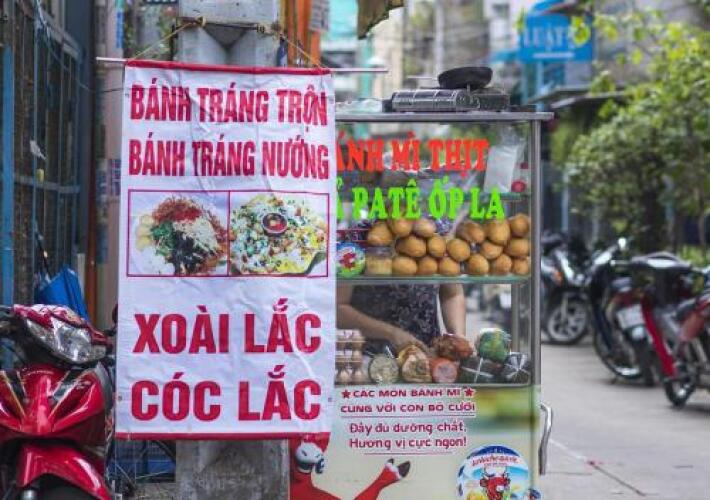 BÁNH TRÁNG TRỘN
BÁNH TRÁNG NƯỚNG
XOÀI LẮC
CÓC LẮC
ÁNH MÌ THỊT
PATÊ ỐP LA
★ CÁC MÓN BÁNH MÌ ★
CÙNG VỚI CON BÒ CƯỜI
Đầy đủ dưỡng chất,
Hương vị cực ngon!
LUẬT